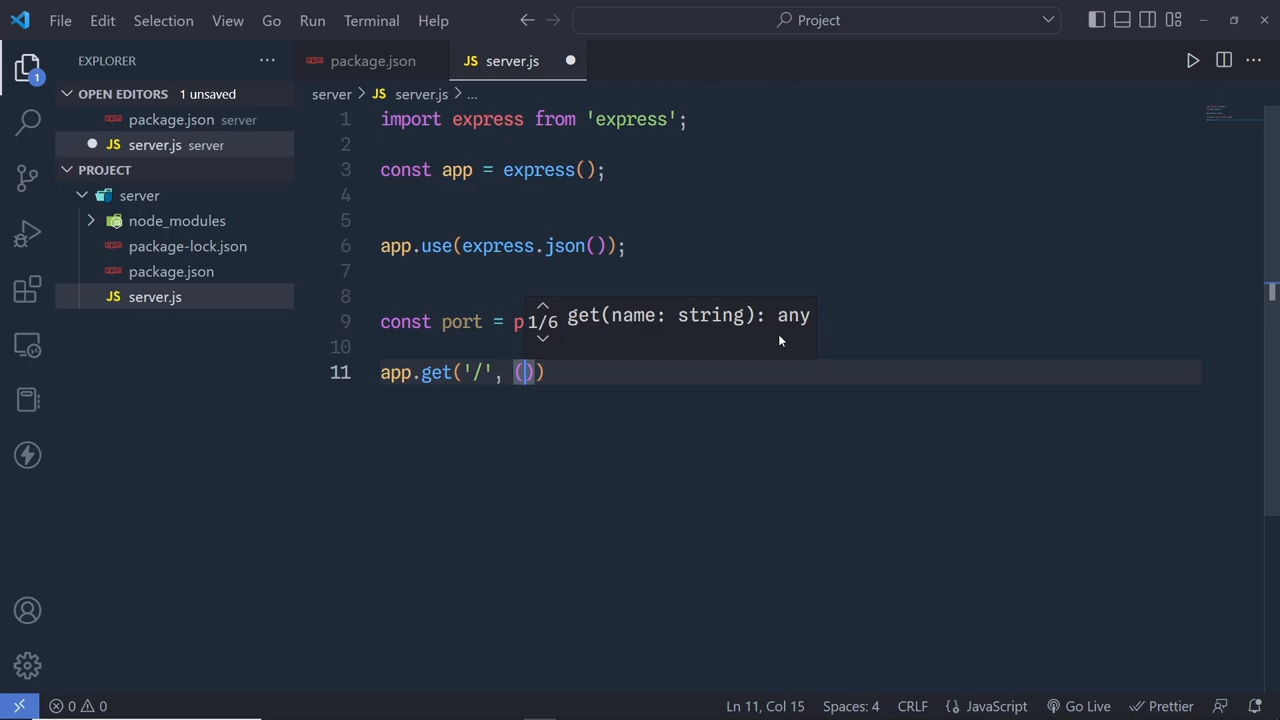 File Edit Selection View Go Run Terminal Help
Project
EXPLORER
package.json
JS server.js
OPEN EDITORS 1 unsaved
server > JS server.js > ...
package.json server
JS server.js server
PROJECT
server
node_modules
package-lock.json
package.json
JS server.js
1
1 import express from 'express';
2
3 const app = express();
4
5
6 app.use(express.json());
7
8
1/6 get(name: string): any
9 const port = p
10
11 app.get('/', ())
0 0
Ln 11, Col 15
Spaces: 4
CRLF
{} JavaScript
Go Live
Prettier